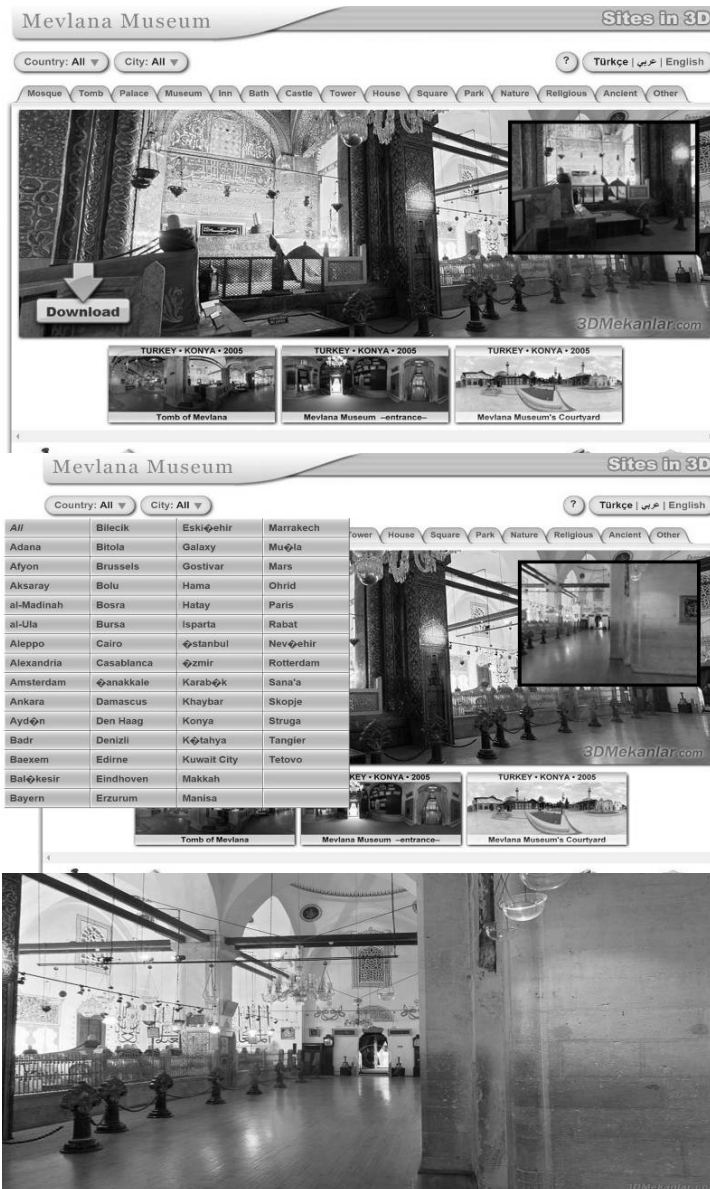 Mevlana Museum
Sites in 3D
Country: All ▼ City: All ▼
? Türkçe | عربي | English
Mosque Tomb Palace Museum Inn Bath Castle Tower House Square Park Nature Religious Ancient Other
Download
3DMekanlar.com
TURKEY • KONYA • 2005 TURKEY • KONYA • 2005 TURKEY • KONYA • 2005
Tomb of Mevlana Mevlana Museum -entrance- Mevlana Museum's Courtyard
Mevlana Museum
Sites in 3D
Country: All ▼ City: All ▼
? Türkçe | عربي | English
Tower House Square Park Nature Religious Ancient Other
All Bilecik Eski�ehir Marrakech
Adana Bitola Galaxy Mu�la
Afyon Brussels Gostivar Mars
Aksaray Bolu Hama Ohrid
al-Madinah Bosra Hatay Paris
al-Ula Bursa Isparta Rabat
Aleppo Cairo �stanbul Nev�ehir
Alexandria Casablanca �zmir Rotterdam
Amsterdam �anakkale Karab�k Sana'a
Ankara Damascus Khaybar Skopje
Ayd�n Den Haag Konya Struga
Badr Denizli K�tahya Tangier
Baexem Edirne Kuwait City Tetovo
Bal�kesir Eindhoven Makkah
Bayern Erzurum Manisa
3DMekanlar.com
KEY • KONYA • 2005 TURKEY • KONYA • 2005
Tomb of Mevlana Mevlana Museum -entrance- Mevlana Museum's Courtyard
3DMekanlar.co